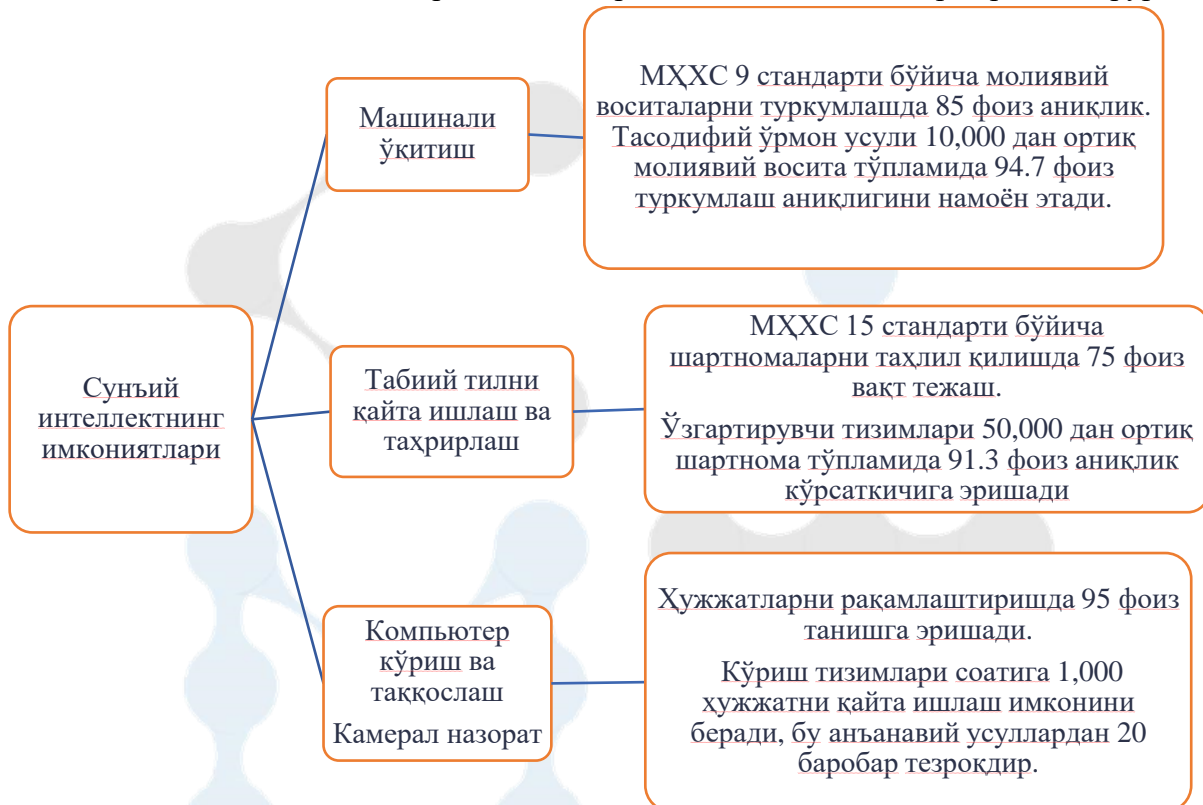 Машинали
ўқитиш
МҲХС 9 стандарти бўйича молиявий
воситаларни туркумлашда 85 фоиз аниқлик.
Тасодифий ўрмон усули 10,000 дан ортиқ
молиявий восита тўпламида 94.7 фоиз
туркумлаш аниқлигини намоён этади.
Сунъий
интеллектнинг
имкониятлари
Табиий тилни
қайта ишлаш ва
таҳрирлаш
МҲХС 15 стандарти бўйича
шартномаларни таҳлил қилишда 75 фоиз
вақт тежаш.
Ўзгартирувчи тизимлари 50,000 дан ортиқ
шартнома тўпламида 91.3 фоиз аниқлик
кўрсаткичига эришади
Компьютер
кўриш ва
таққослаш
Камерал назорат
Ҳужжатларни рақамлаштиришда 95 фоиз
танишга эришади.
Кўриш тизимлари соатига 1,000
ҳужжатни қайта ишлаш имконини
беради, бу анъанавий усуллардан 20
баробар тезроқдир.